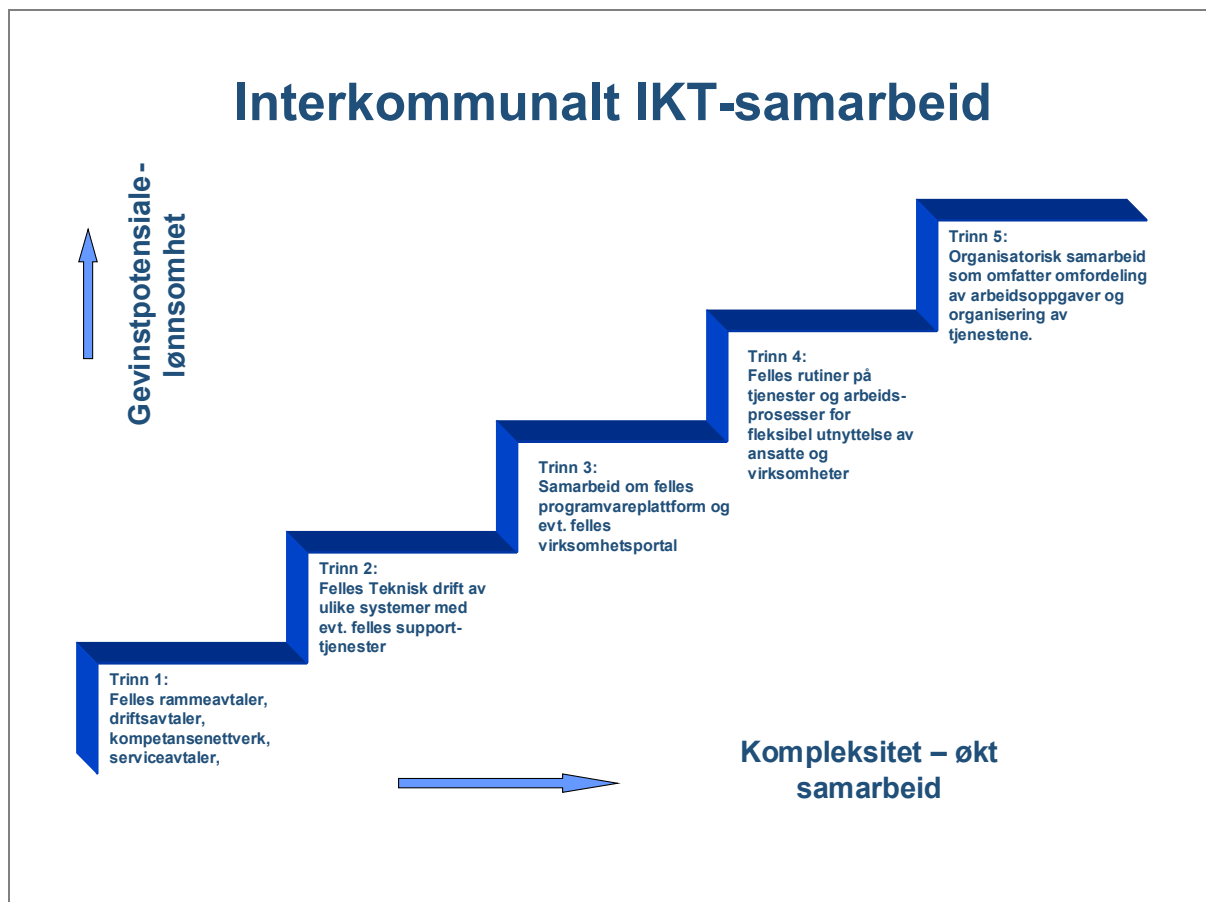 Interkommunalt IKT-samarbeid
Gevinstpotensiale-
lønnsomhet
Trinn 5:
Organisatorisk samarbeid
som omfatter omfordeling
av arbeidsoppgaver og
organisering av
tjenestene.
Trinn 4:
Felles rutiner på
tjenester og arbeids-
prosesser for
fleksibel utnyttelse av
ansatte og
virksomheter
Trinn 3:
Samarbeid om felles
programvareplattform og
evt. felles
virksomhetsportal
Trinn 2:
Felles Teknisk drift av
ulike systemer med
evt. felles support-
tjenester
Trinn 1:
Felles rammeavtaler,
driftsavtaler,
kompetansenettverk,
serviceavtaler,
Kompleksitet – økt
samarbeid